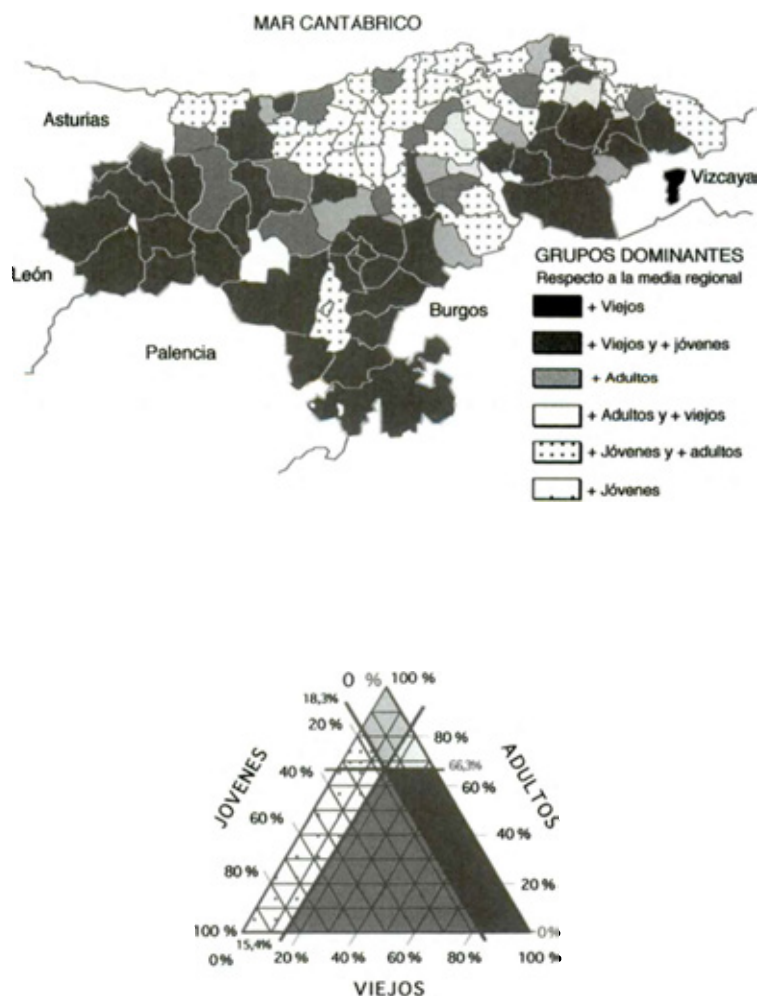 MAR CANTÁBRICO
Asturias
Vizcaya
León
Palencia
Burgos
GRUPOS DOMINANTES
Respecto a la media regional
+ Viejos
+ Viejos y + jóvenes
+ Adultos
+ Adultos y + viejos
+ Jóvenes y + adultos
+ Jóvenes
0 % 100 %
18,3%
20 % 80 %
66,3%
40 % 60 %
60 % 40 %
80 % 20 %
100 % 0%
15,4%
0% 20 % 40 % 60 % 80 % 100 %
JOVENES
ADULTOS
VIEJOS